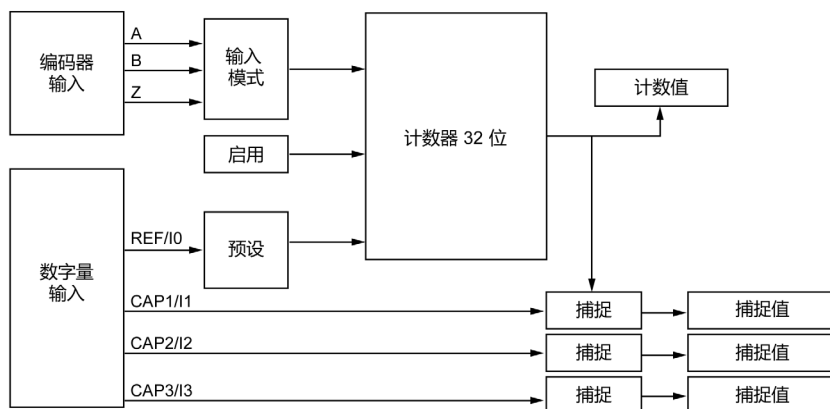 编码器
输入
A
B
Z
输入
模式
启用
计数器 32 位
计数值
数字量
输入
REF/I0
预设
CAP1/I1
捕捉
捕捉值
CAP2/I2
捕捉
捕捉值
CAP3/I3
捕捉
捕捉值